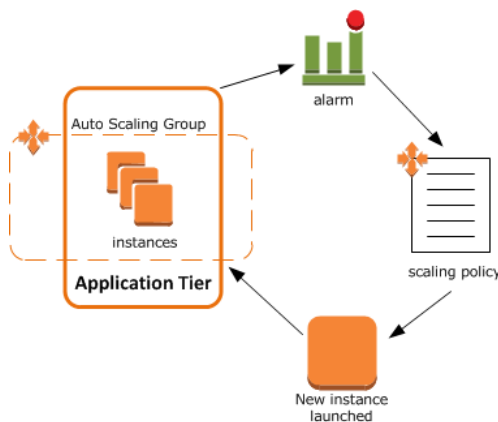 alarm
Auto Scaling Group
instances
Application Tier
scaling policy
New instance
launched